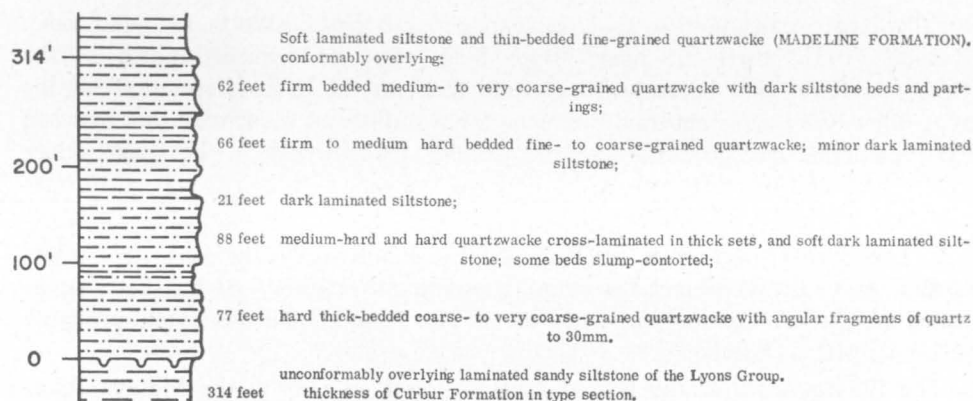 Soft laminated siltstone and thin-bedded fine-grained quartzwacke (MADELINE FORMATION).
314'
conformably overlying:
62 feet firm bedded medium- to very coarse-grained quartzwacke with dark siltstone beds and part-
ings;
66 feet firm to medium hard bedded fine- to coarse-grained quartzwacke; minor dark laminated
siltstone;
200'
21 feet dark laminated siltstone;
88 feet medium-hard and hard quartzwacke cross-laminated in thick sets, and soft dark laminated silt-
stone; some beds slump-contorted;
100'
77 feet hard thick-bedded coarse- to very coarse-grained quartzwacke with angular fragments of quartz
to 30mm.
0
unconformably overlying laminated sandy siltstone of the Lyons Group.
314 feet thickness of Curbur Formation in type section.